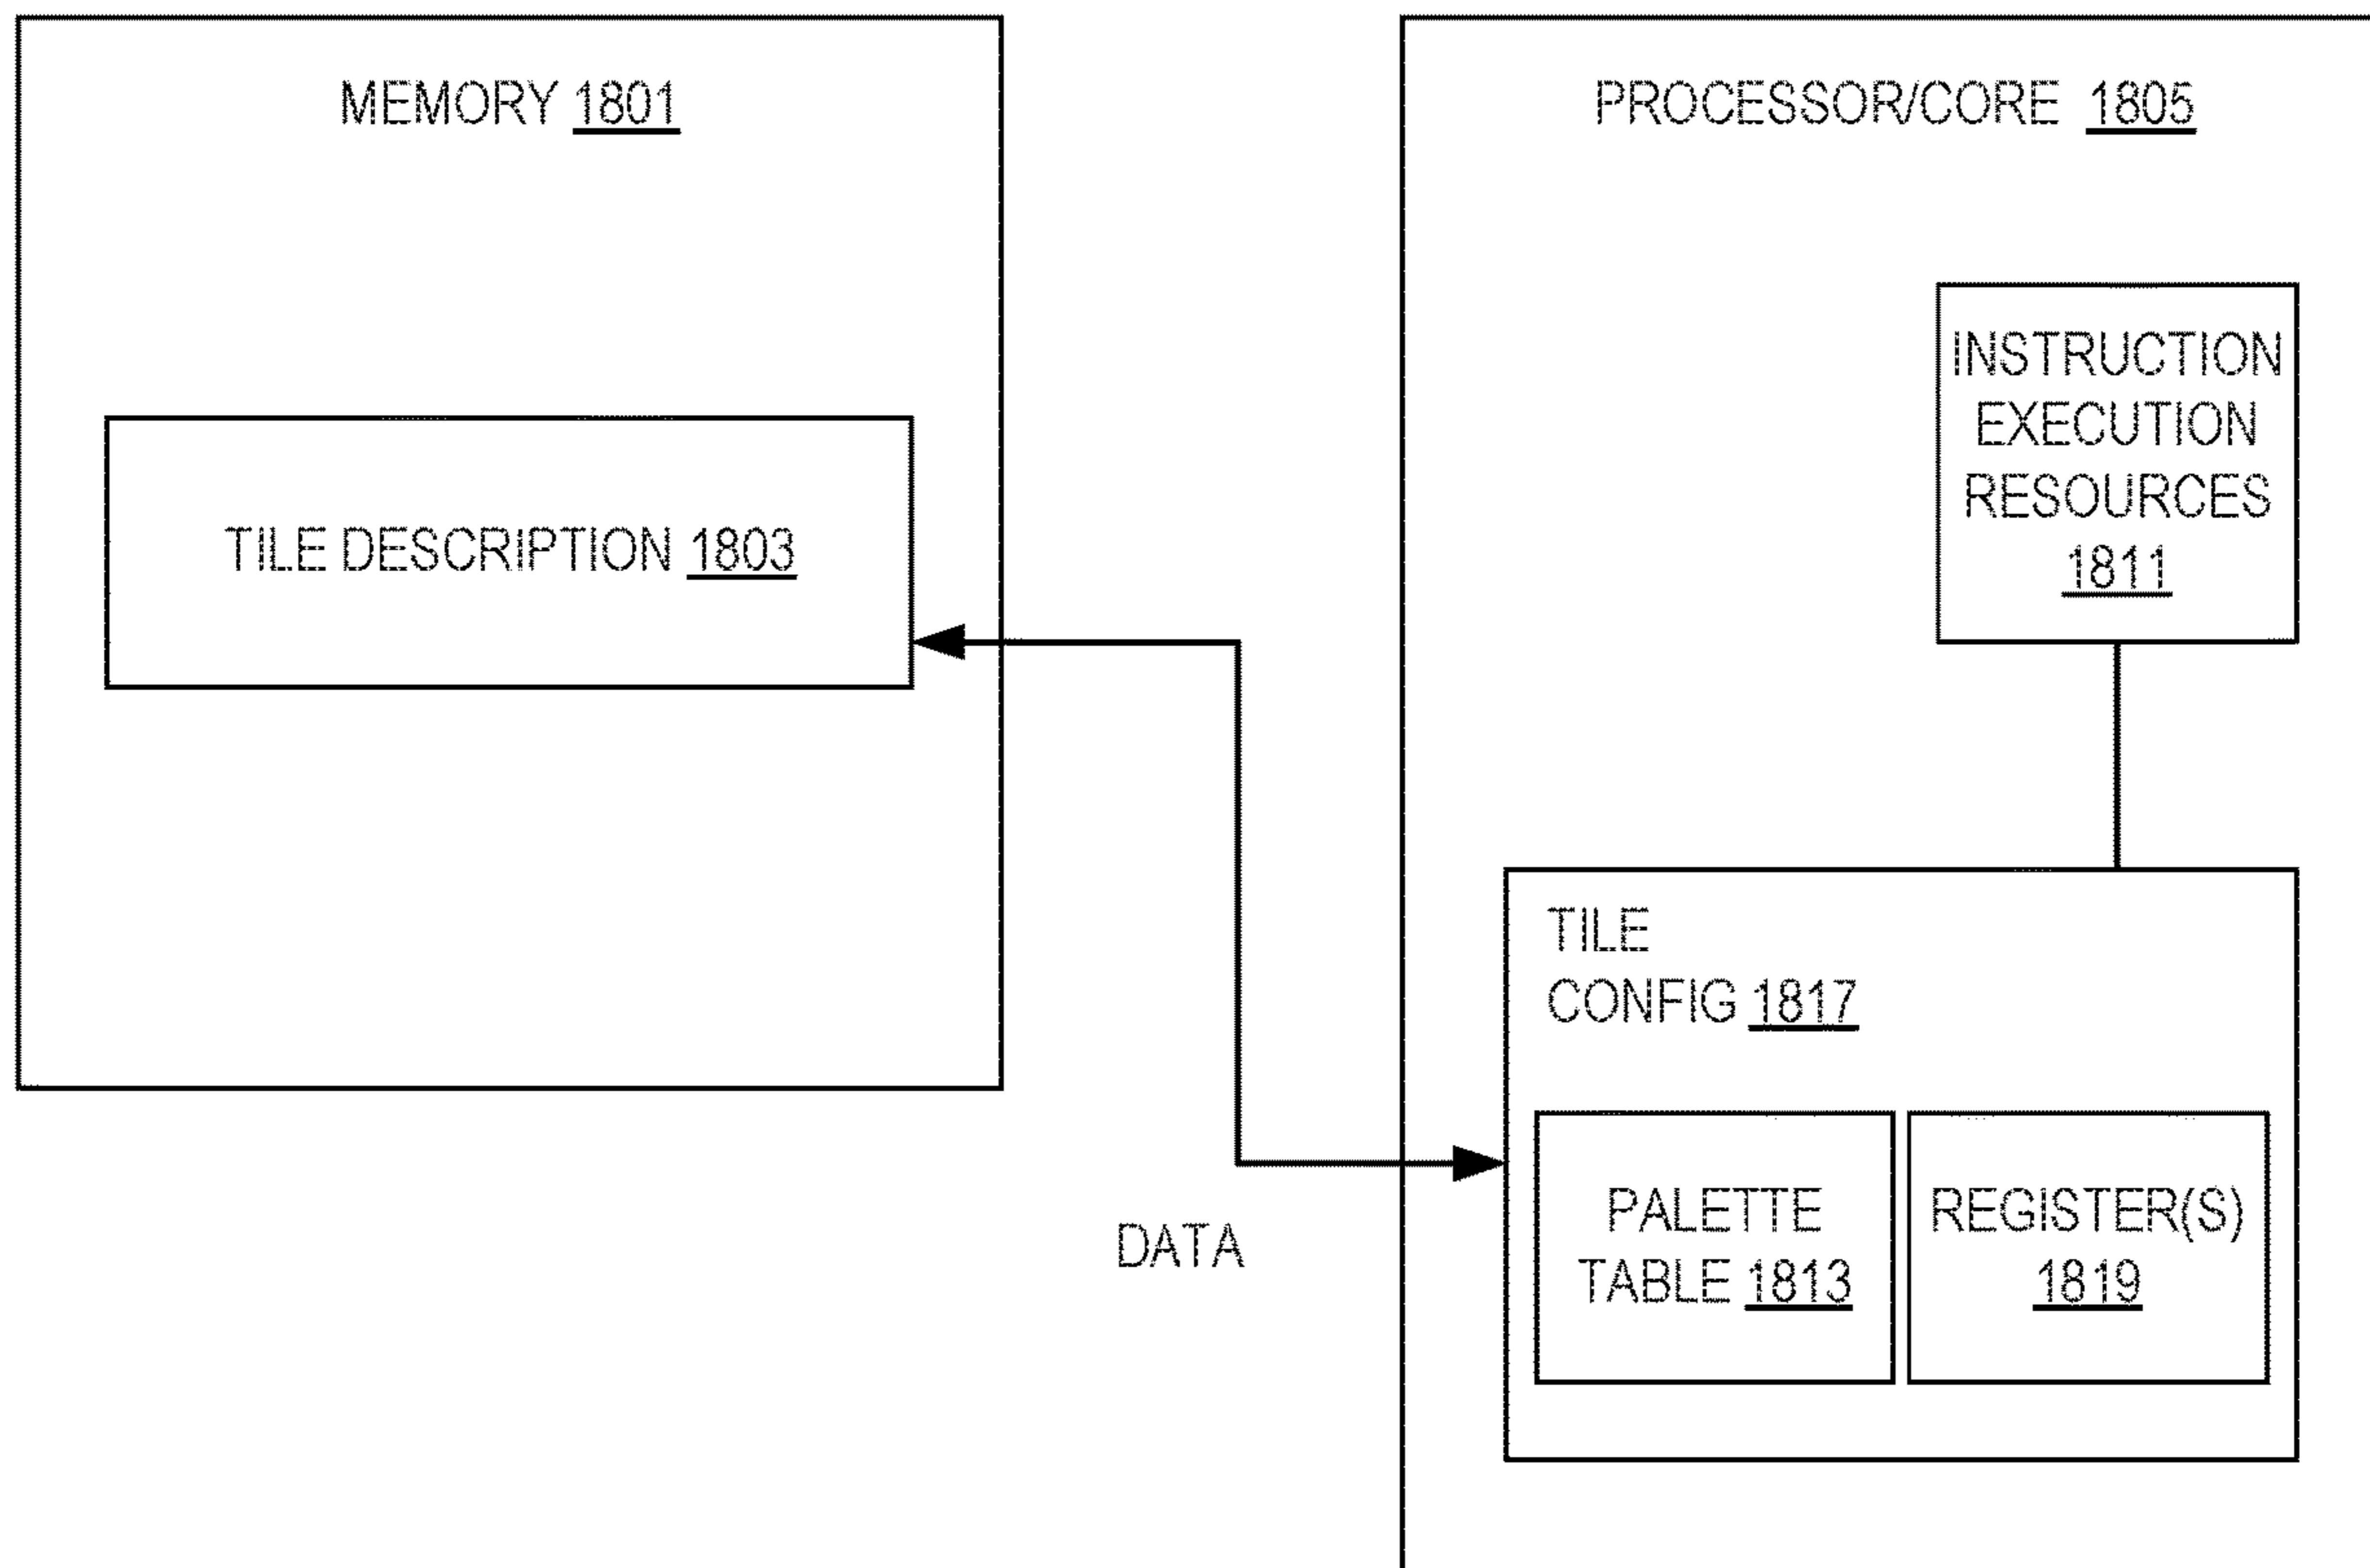 MEMORY 1801
PROCESSOR/CORE 1805
INSTRUCTION
EXECUTION
RESOURCES
1811
TILE DESCRIPTION 1803
TILE
CONFIG 1817
PALETTE
TABLE 1813
REGISTER(S)
1819
DATA